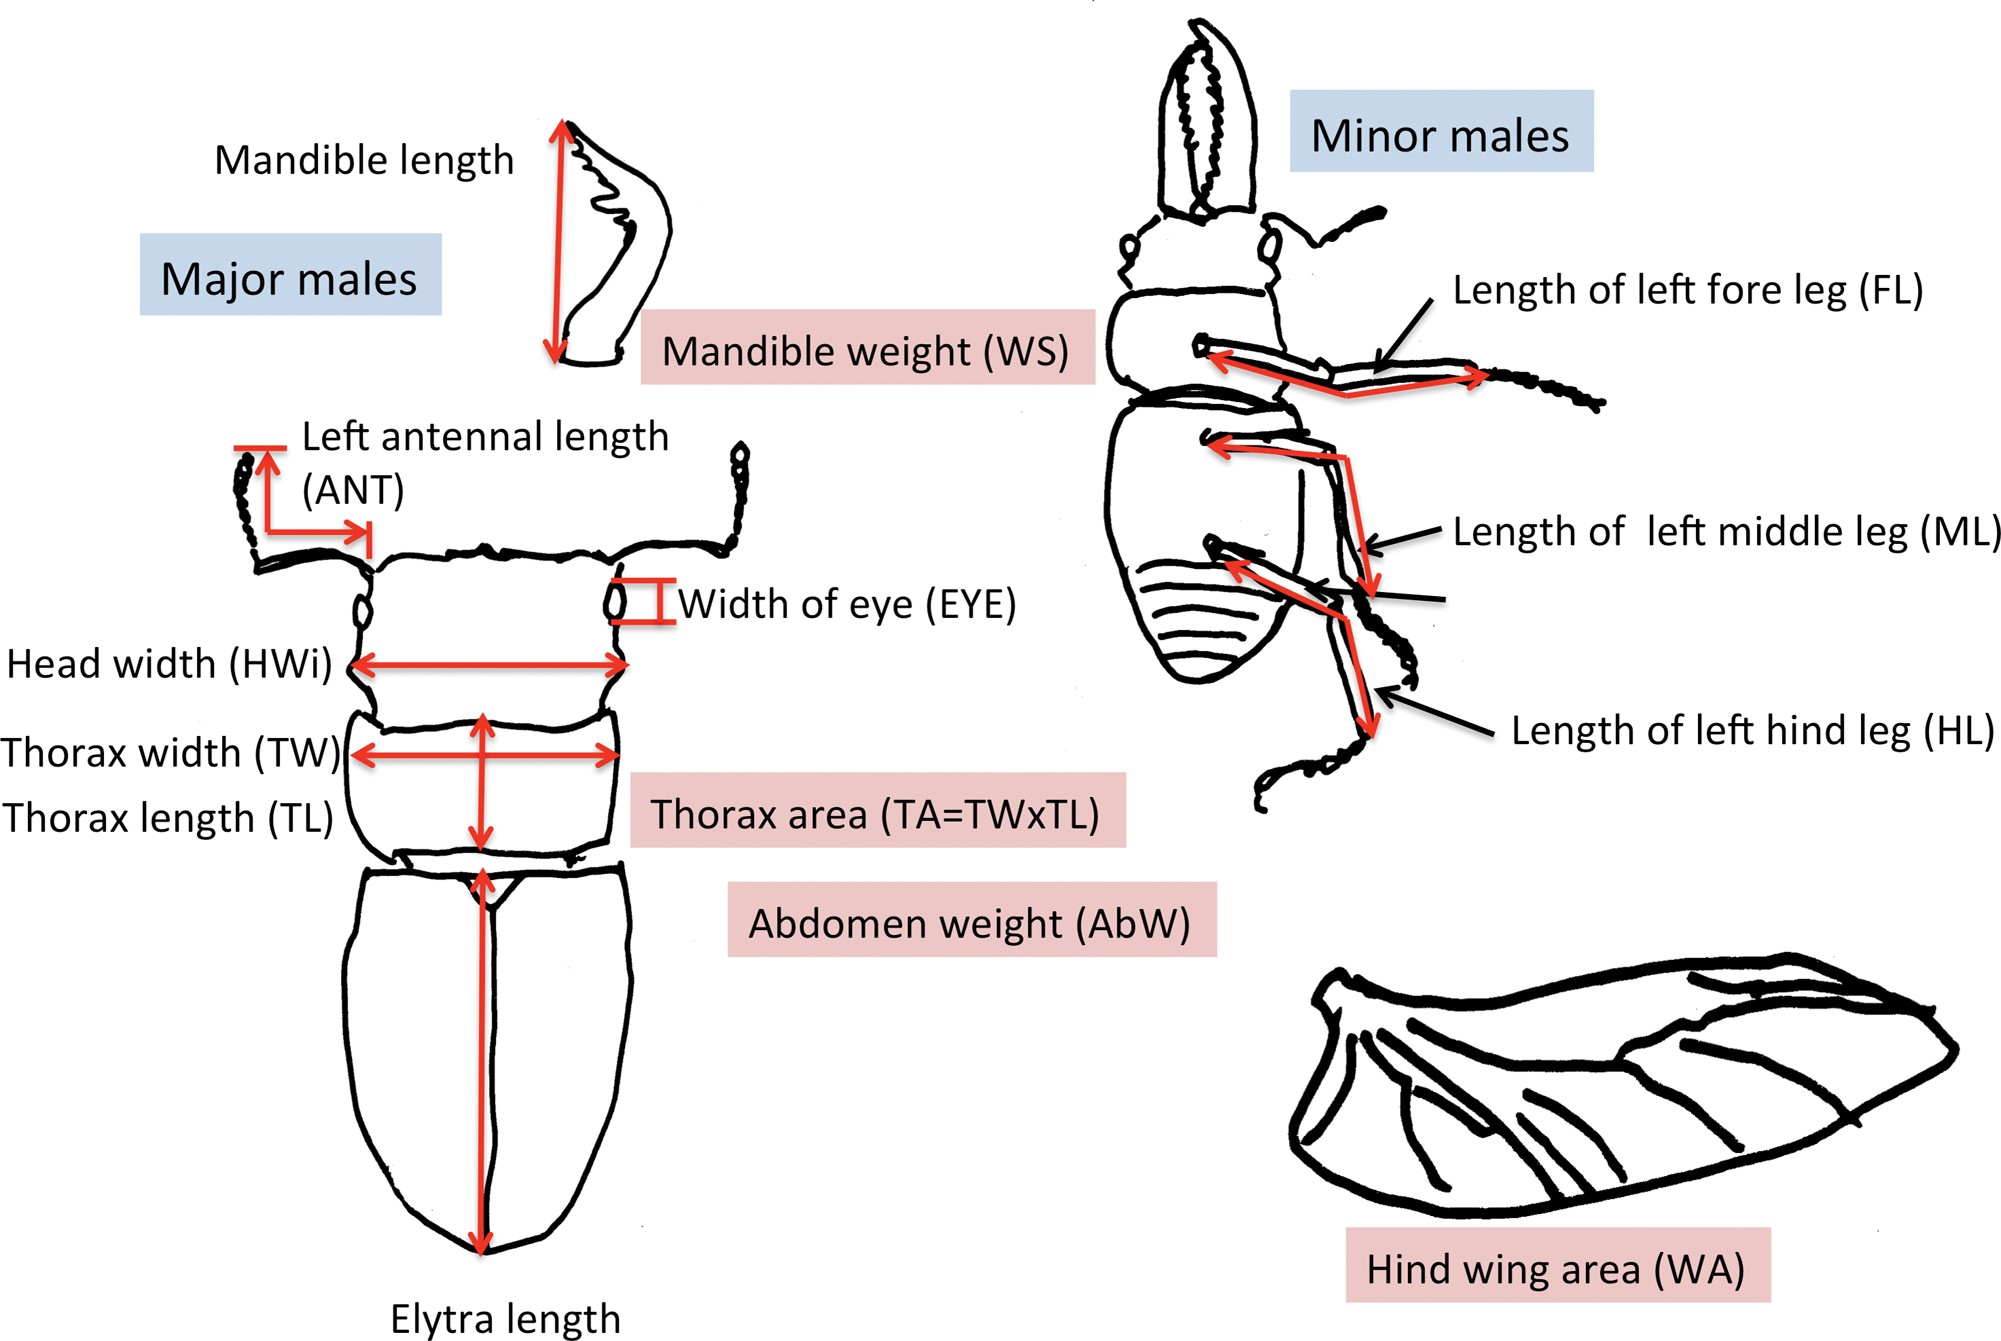 Mandible length
Major males
Mandible weight (WS)
Minor males
Length of left fore leg (FL)
Left antennal length
(ANT)
Width of eye (EYE)
Length of  left middle leg (ML)
Head width (HWi)
Thorax width (TW)
Thorax length (TL)
Length of left hind leg (HL)
Thorax area (TA=TWxTL)
Abdomen weight (AbW)
Hind wing area (WA)
Elytra length